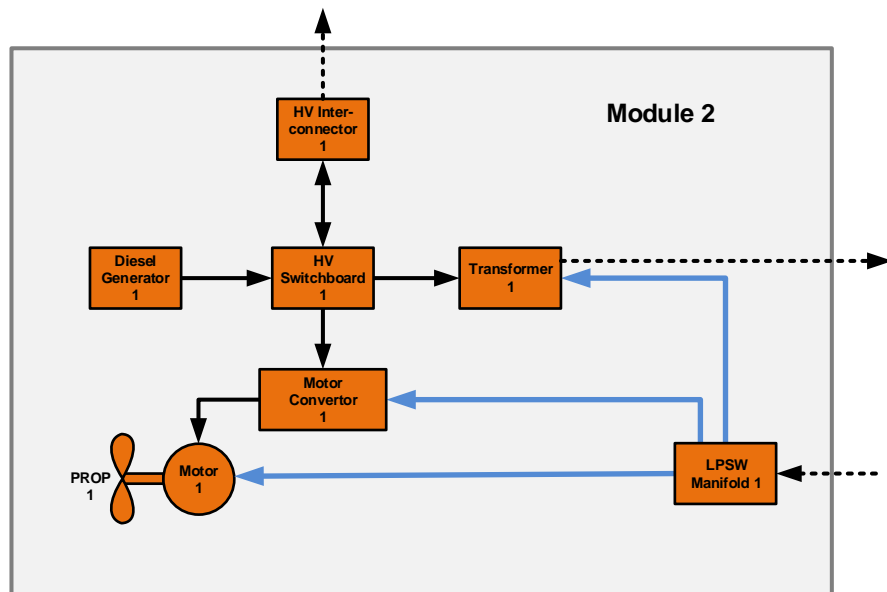 HV Inter-
connector
1
Module 2
Diesel
Generator
1
HV
Switchboard
1
Transformer
1
Motor
Convertor
1
PROP
1
Motor
1
LPSW
Manifold 1